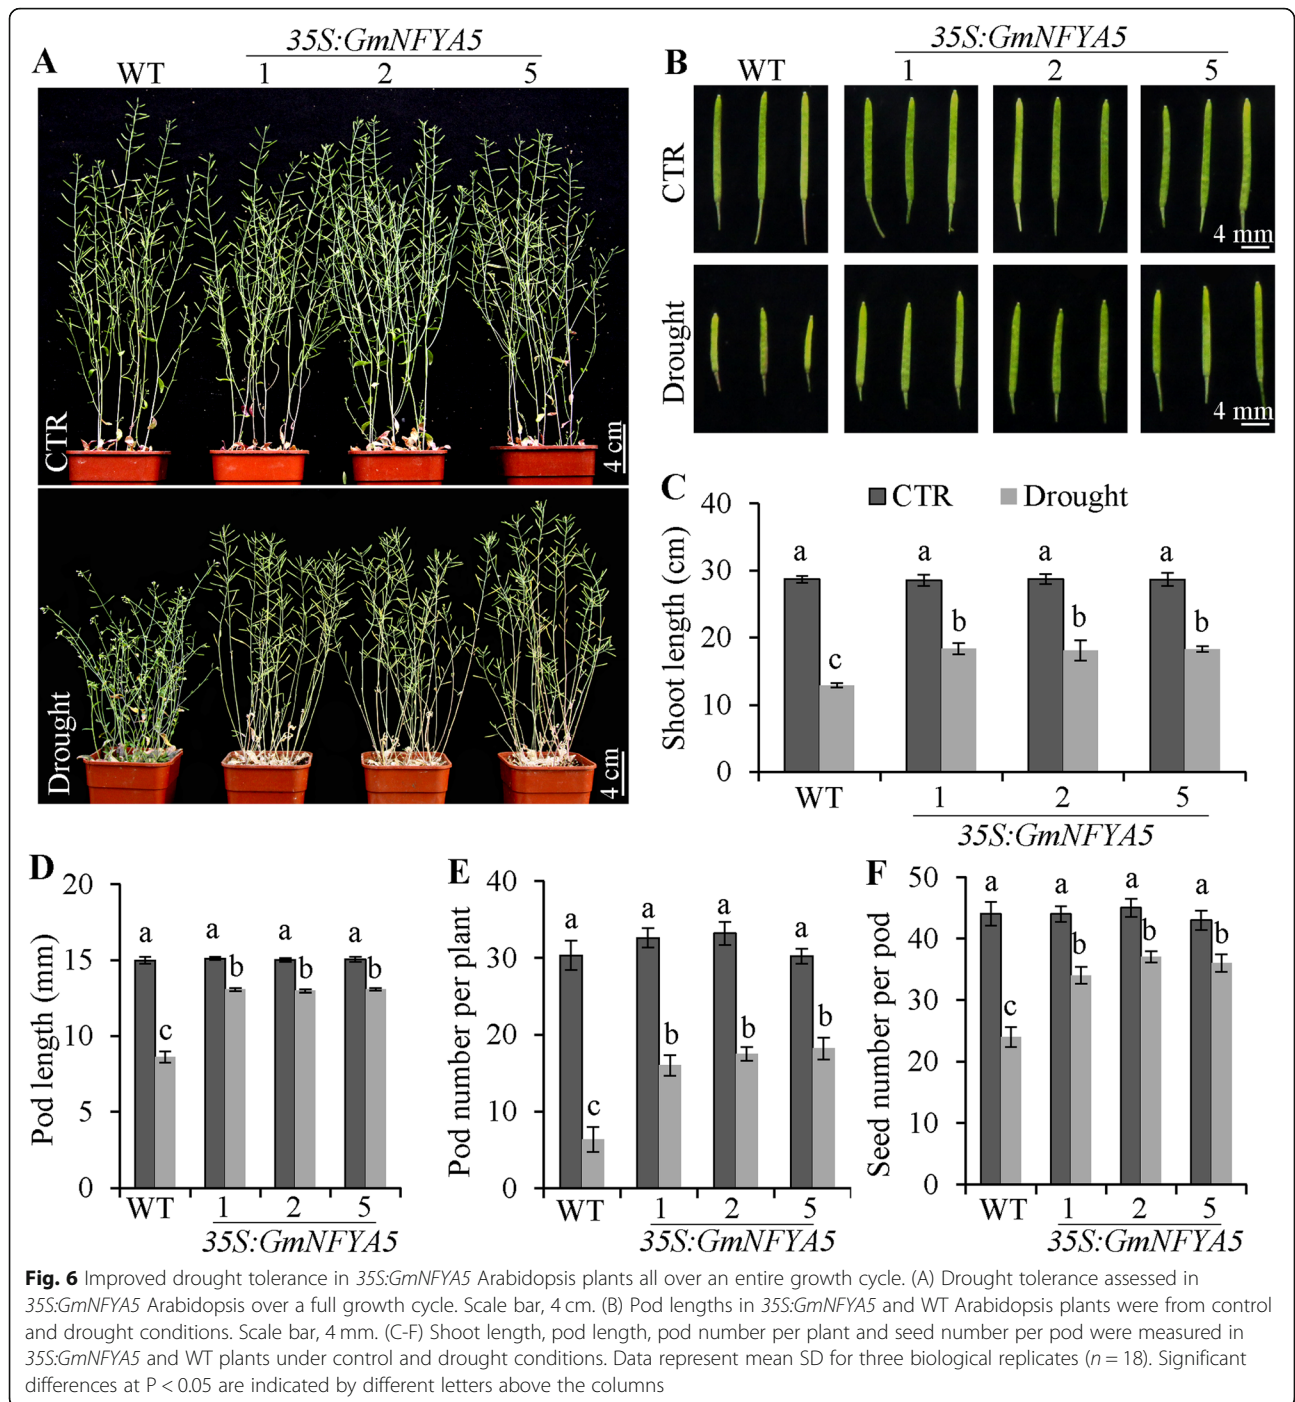 A
35S:GmNFYA5
WT 1 2 5
CTR
4 cm
Drought
4 cm
B
35S:GmNFYA5
WT 1 2 5
CTR
4 mm
Drought
4 mm
C
CTR Drought
Shoot length (cm)
40
30
20
10
0
a a a a
c b b b
WT 1 2 5
35S:GmNFYA5
D
Pod length (mm)
20
15
10
5
0
a a a a
c b b b
WT 1 2 5
35S:GmNFYA5
E
Pod number per plant
40
30
20
10
0
a a a a
c b b b
WT 1 2 5
35S:GmNFYA5
F
Seed number per pod
50
40
30
20
10
0
a a a a
c b b b
WT 1 2 5
35S:GmNFYA5
Fig. 6 Improved drought tolerance in 35S:GmNFYA5 Arabidopsis plants all over an entire growth cycle. (A) Drought tolerance assessed in
35S:GmNFYA5 Arabidopsis over a full growth cycle. Scale bar, 4 cm. (B) Pod lengths in 35S:GmNFYA5 and WT Arabidopsis plants were from control
and drought conditions. Scale bar, 4 mm. (C-F) Shoot length, pod length, pod number per plant and seed number per pod were measured in
35S:GmNFYA5 and WT plants under control and drought conditions. Data represent mean SD for three biological replicates (n = 18). Significant
differences at P < 0.05 are indicated by different letters above the columns